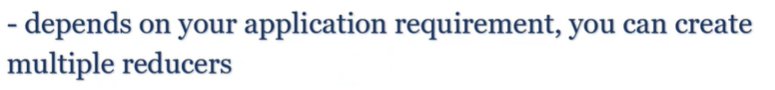 - depends on your application requirement, you can create
multiple reducers